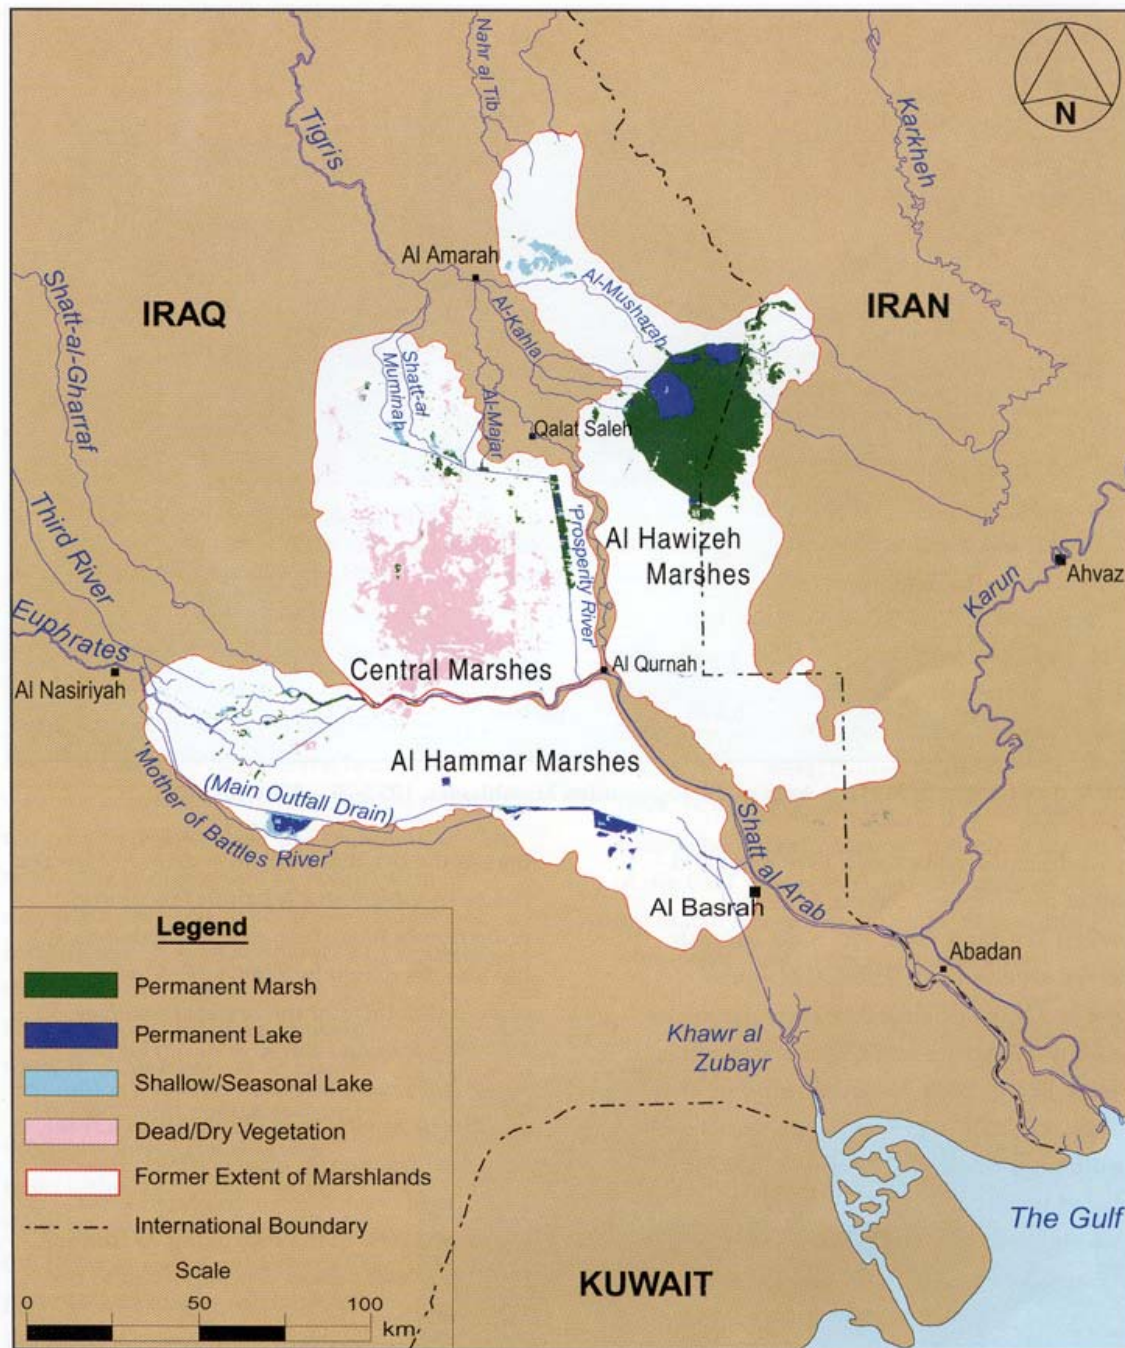 Nahr al Tib
Tigris
Karkheh
N
Al Amarah
IRAQ
IRAN
Shatt-al-Gharraf
Al-Musharah
Al-Kahla
Shatt-al
Muminah
Al-Majar
Qalat Saleh
Third River
'Prosperity River'
Al Hawizeh
Marshes
Karun
Ahvaz
Euphrates
Al Nasiriyah
Central Marshes
Al Qurnah
Al Hammar Marshes
(Main Outfall Drain)
'Mother of Battles River'
Shatt al Arab
Al Basrah
Abadan
Khawr al
Zubayr
The Gulf
KUWAIT
Legend
Permanent Marsh
Permanent Lake
Shallow/Seasonal Lake
Dead/Dry Vegetation
Former Extent of Marshlands
International Boundary
Scale
0 50 100
km